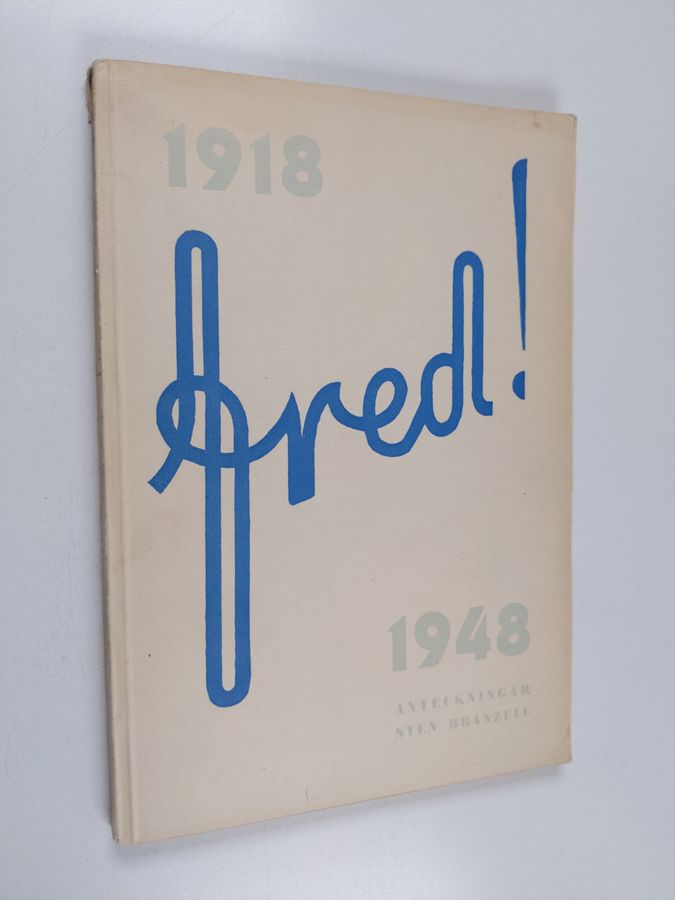 1918
fred!
1948
ANTECKNINGAR
STEN BRANZELL